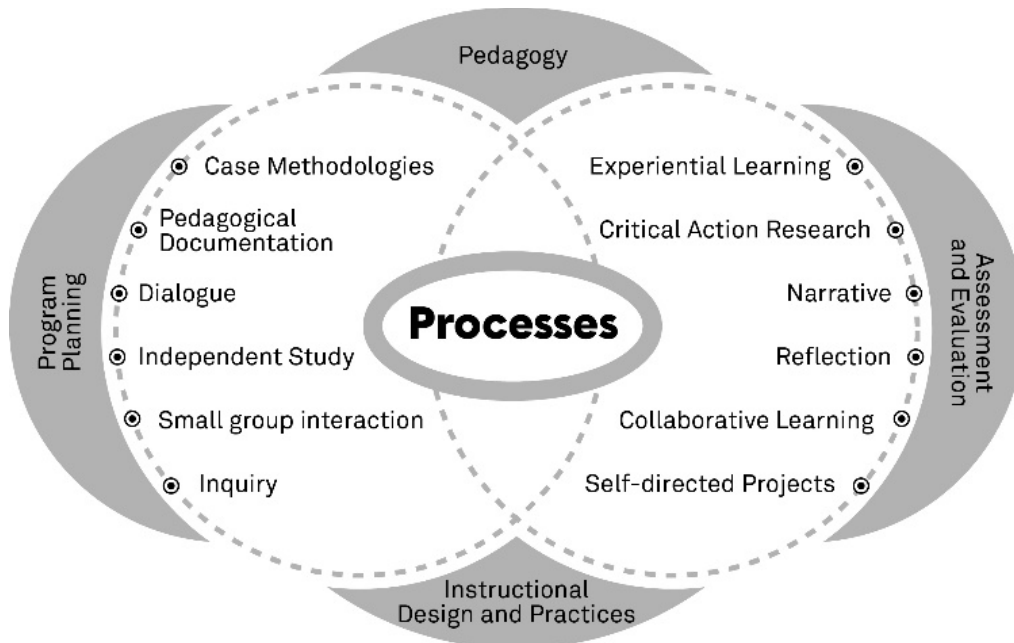 Pedagogy
Program
Planning
Case Methodologies
Pedagogical
Documentation
Dialogue
Independent Study
Small group interaction
Inquiry
Processes
Experiential Learning
Critical Action Research
Narrative
Reflection
Collaborative Learning
Self-directed Projects
Assessment
and Evaluation
Instructional
Design and Practices